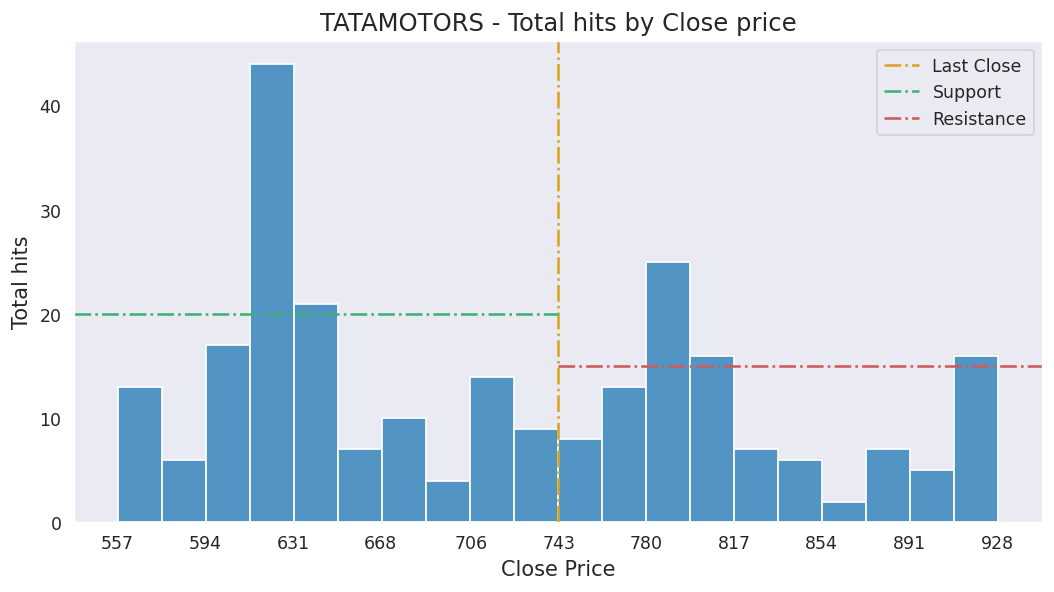 TATAMOTORS - Total hits by Close price
Last Close
Support
Resistance
Total hits
40
30
20
10
0
557 594 631 668 706 743 780 817 854 891 928
Close Price